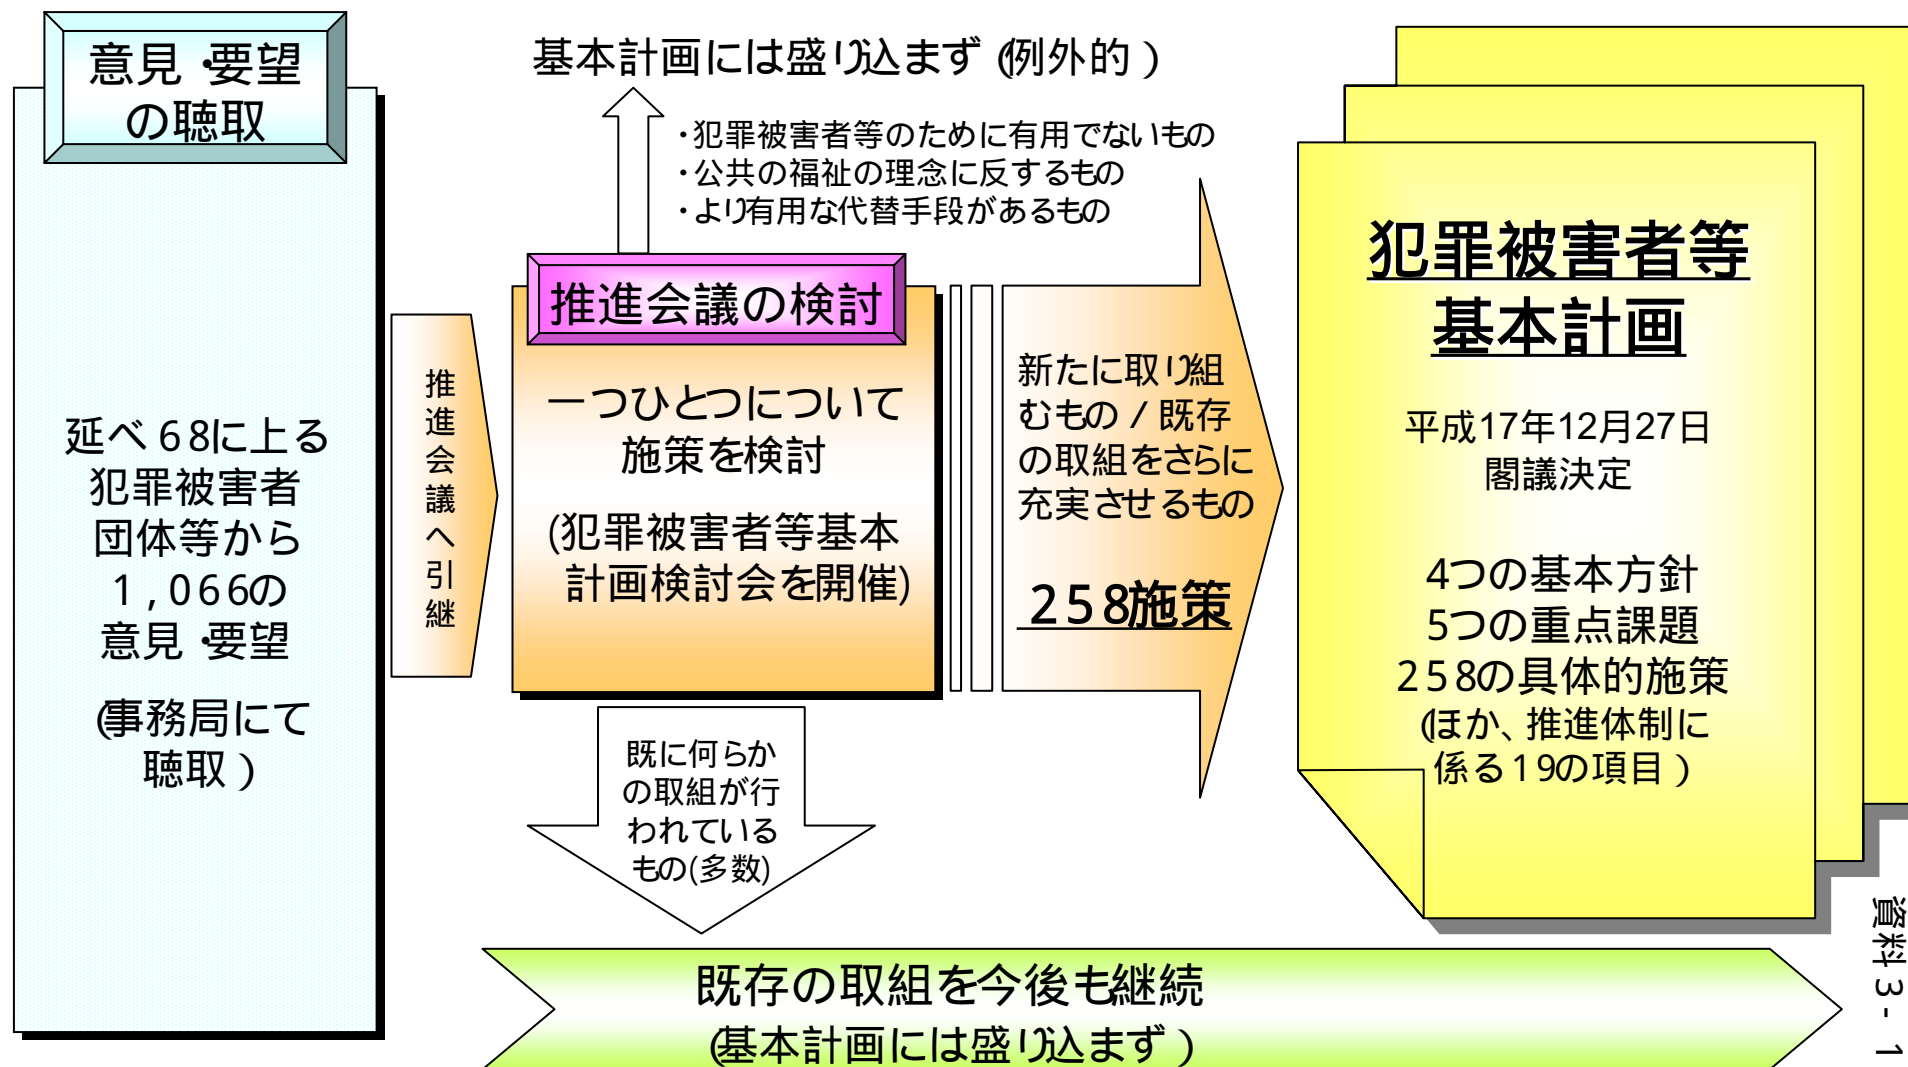 意見・要望
の聴取
延べ68に上る
犯罪被害者
団体等から
1,066の
意見・要望
(事務局にて
聴取)
推進会議へ引継
基本計画には盛り込まず(例外的)
・犯罪被害者等のために有用でないもの
・公共の福祉の理念に反するもの
・より有用な代替手段があるもの
推進会議の検討
一つひとつについて
施策を検討
(犯罪被害者等基本
計画検討会を開催)
既に何らか
の取組が行
われている
もの(多数)
新たに取り組
むもの/既存
の取組をさらに
充実させるもの
258施策
犯罪被害者等
基本計画
平成17年12月27日
閣議決定
4つの基本方針
5つの重点課題
258の具体的施策
(ほか、推進体制に
係る19の項目)
既存の取組を今後も継続
(基本計画には盛り込まず)
資料3-1